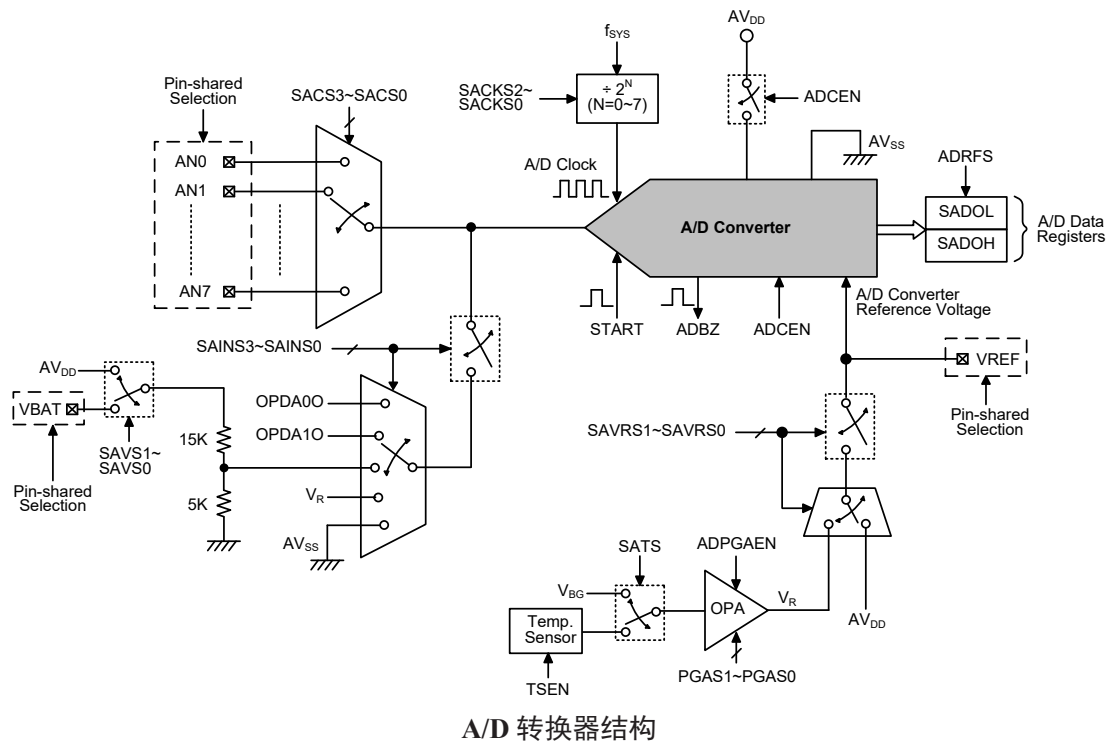 AV_DD
f_SYS
Pin-shared
Selection
SACS3~SACS0
SACKS2~
SACKS0
÷ 2^N
(N=0~7)
ADCEN
AN0
AN1
AN7
A/D Clock
AV_SS
ADRFS
A/D Converter
SADOL
SADOH
A/D Data
Registers
START
ADBZ
ADCEN
A/D Converter
Reference Voltage
SAINS3~SAINS0
VREF
Pin-shared
Selection
AV_DD
VBAT
SAVS1~
SAVS0
Pin-shared
Selection
15K
5K
OPDA0O
OPDA1O
V_R
AV_SS
SAVRS1~SAVRS0
SATS
ADPGAEN
V_BG
Temp.
Sensor
TSEN
OPA
V_R
AV_DD
PGAS1~PGAS0
A/D 转换器结构